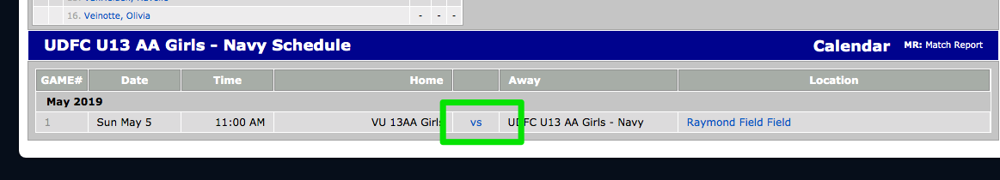 16. Veinotte, Olivia - - -
UDFC U13 AA Girls - Navy Schedule Calendar MR: Match Report
GAME# Date Time Home Away Location
May 2019
1 Sun May 5 11:00 AM VU 13AA Girls vs UDFC U13 AA Girls - Navy Raymond Field Field